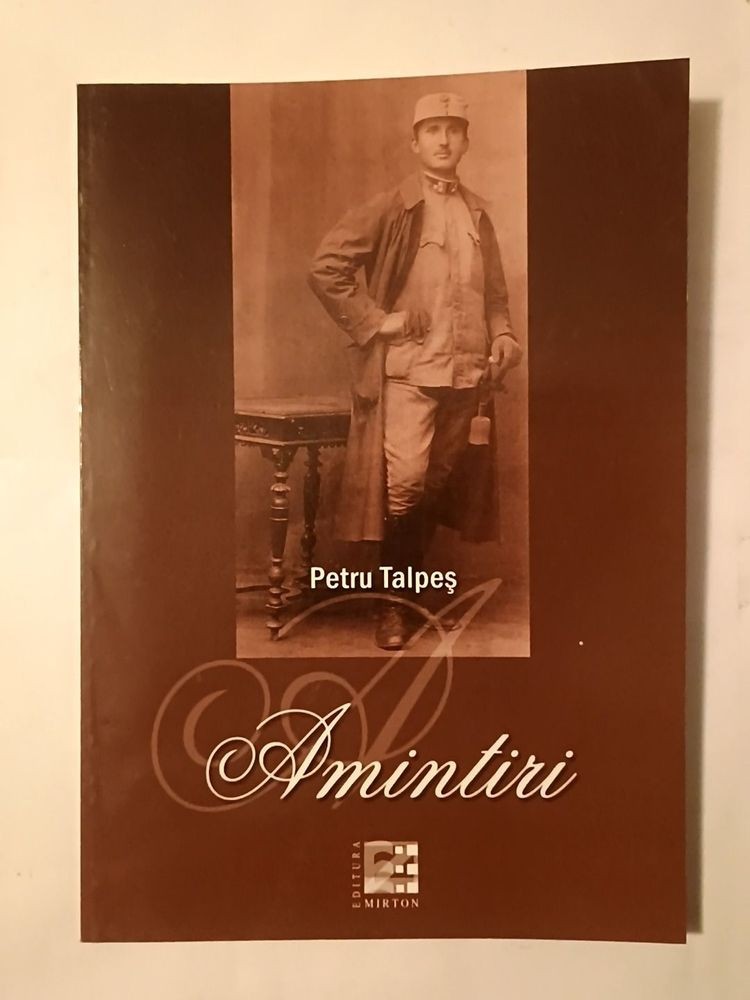 Petru Talpeş
Amintiri
EDITURA
MIRTON